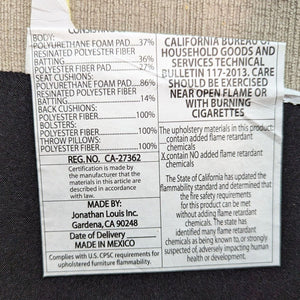 CONSISTING
BODY:
POLYURETHANE FOAM PAD 37%
RESINATED POLYESTER FIBER
BATTING 36%
BATTING 27%
SEAT CUSHIONS:
POLYURETHANE FOAM 86%
RESINATED POLYESTER FIBER
BATTING 14%
BACK CUSHIONS:
POLYESTER FIBER 100%
BOLSTERS:
POLYESTER FIBER 100%
THROW PILLOWS:
POLYESTER FIBER 100%
REG. NO. CA-27362
Certification is made by
the manufacturer that the
materials in this article are
described in accordance
with law.
MADE BY:
Jonathan Louis Inc.
Gardena, CA 90248
Date of Delivery
MADE IN MEXICO
Complies with U.S. CPSC requirements for
upholstered furniture flammability.
CALIFORNIA BUREAU OF
HOUSEHOLD GOODS AND
SERVICES TECHNICAL
BULLETIN 117-2013. CARE
SHOULD BE EXERCISED
NEAR OPEN FLAME OR
WITH BURNING
CIGARETTES
The upholstery materials in this product:
contain added flame retardant
chemicals
X contain NO added flame retardant
chemicals
The State of California has updated the
flammability standard and determined that
the fire safety requirements
for this product can be
met without adding flame retardant
chemicals. The state has
identified many flame retardant
chemicals as being known to, or strongly
suspected of, adversely impacting human
health or development.